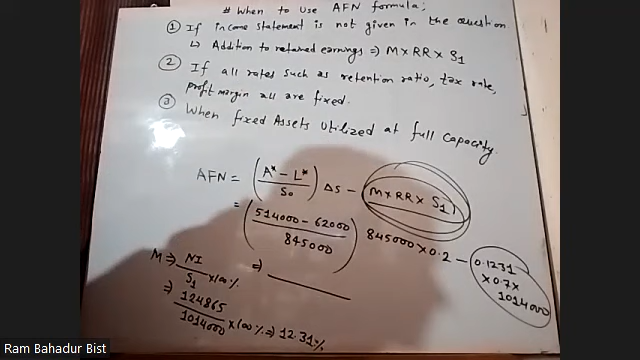 # When to Use AFN formula;
① If income statement is not given in the question
↳ Addition to retained earnings ⇒ M×RR× S₁
② If all rates such as retention ratio, tax rate,
profit margin all are fixed.
③ When fixed Assets Utilized at full capacity.
AFN = (A* - L* / S₀) ΔS - (M×RR× S₁)
= (514000 - 62000 / 845000) 845000×0.2 - 0.1231 ×0.7× 1014000
M ⇒ NI / S₁ ×100% ⇒
⇒ 124865 / 1014000 ×100% ⇒ 12.31%
Ram Bahadur Bist